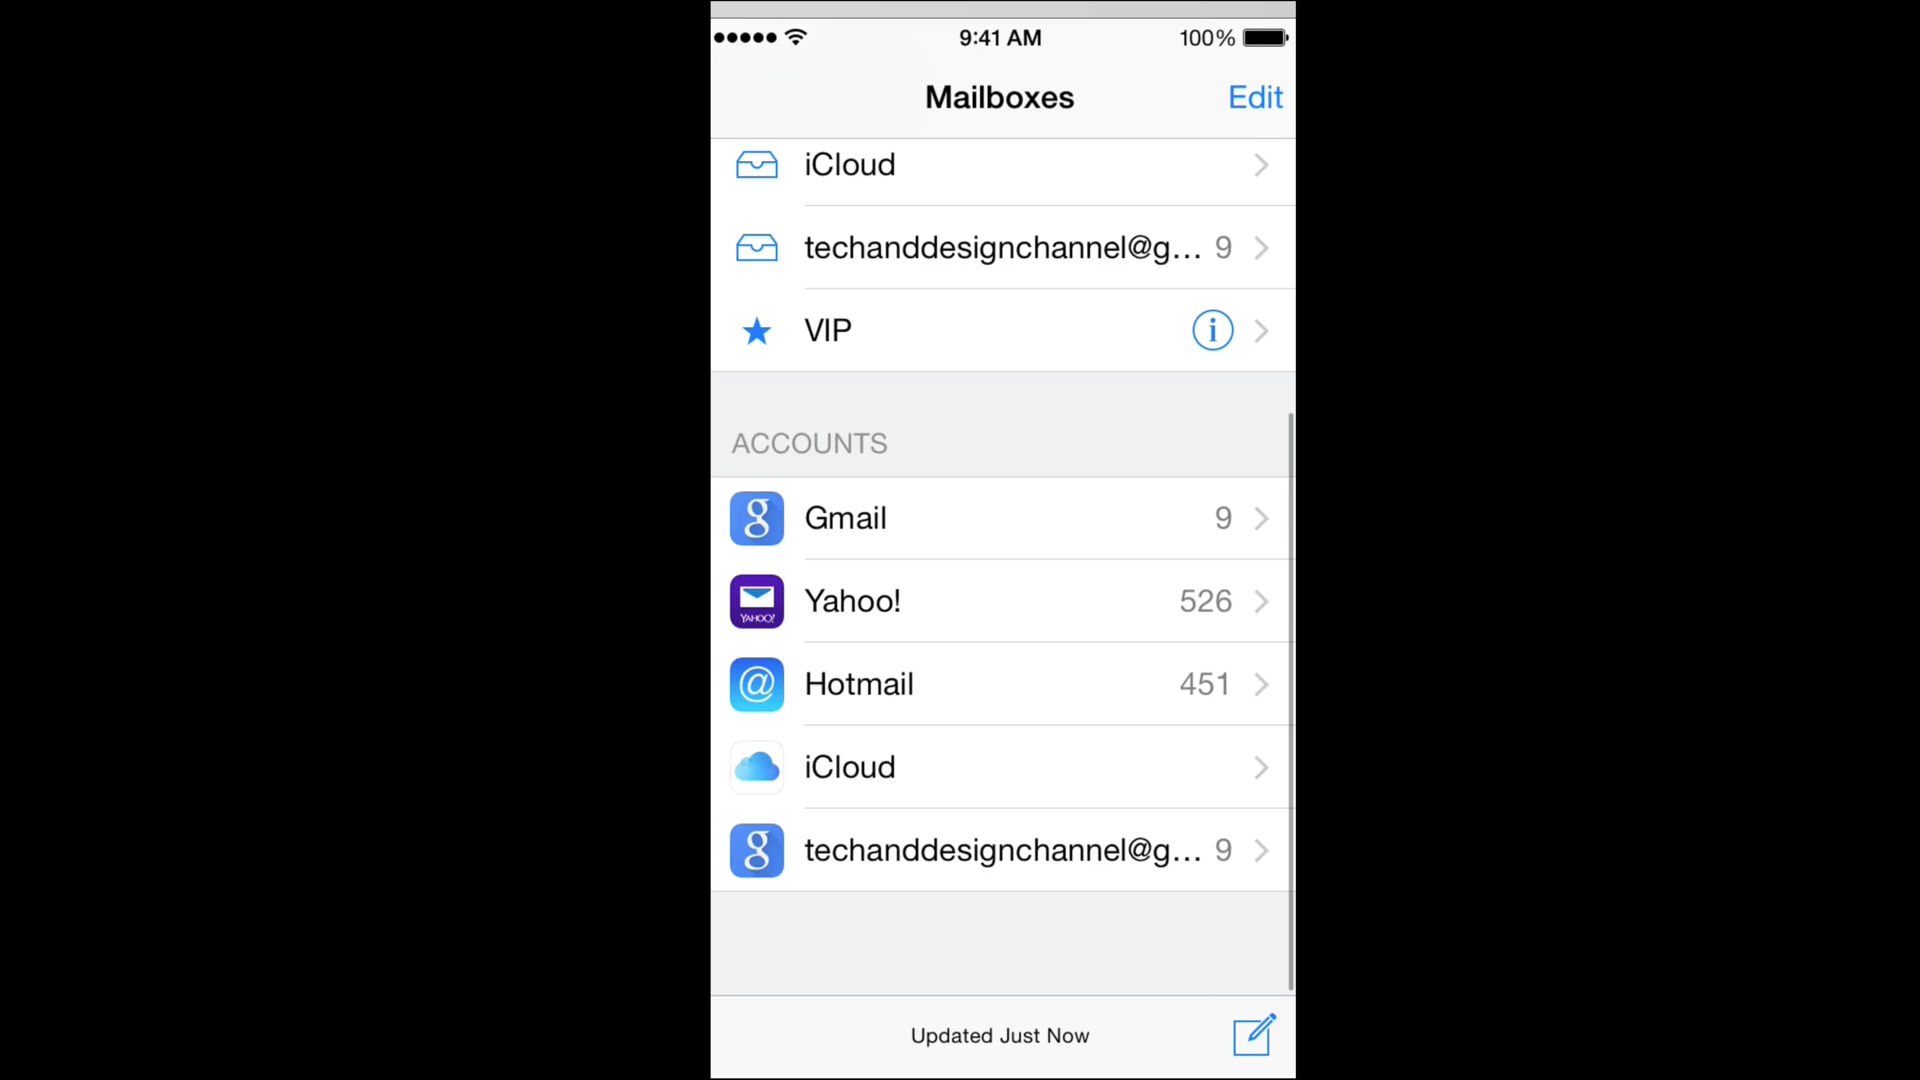 9:41 AM 100%
Mailboxes Edit
iCloud
techanddesignchannel@g... 9
VIP i
ACCOUNTS
g Gmail 9
YAHOO! Yahoo! 526
@ Hotmail 451
iCloud
g techanddesignchannel@g... 9
Updated Just Now